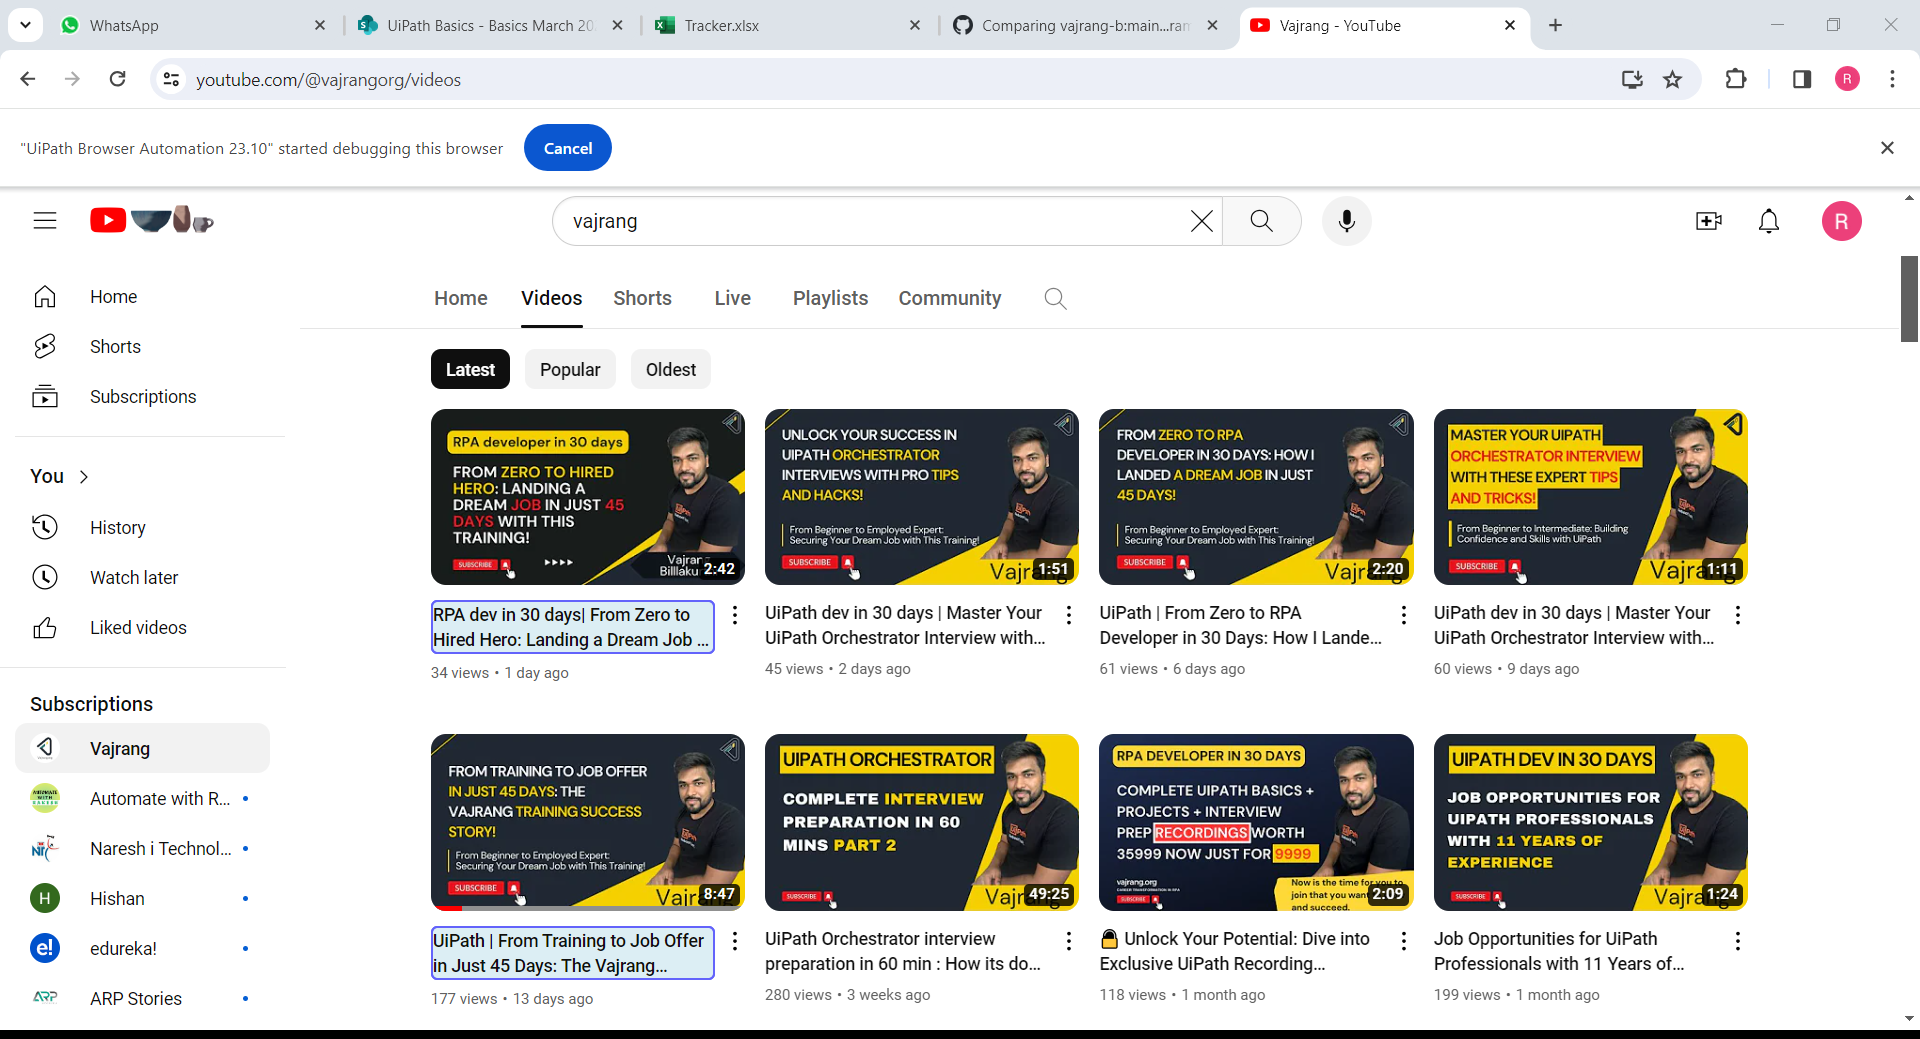 WhatsApp
UiPath Basics - Basics March 20
Tracker.xlsx
Comparing vajrang-b:main...ran
Vajrang - YouTube
youtube.com/@vajrangorg/videos
R
"UiPath Browser Automation 23.10" started debugging this browser
Cancel
vajrang
R
Home
Shorts
Subscriptions
You
History
Watch later
Liked videos
Subscriptions
Vajrang
AUTOMATE WITH RAKESH
Automate with R...
Naresh i Technol...
H
Hishan
e!
edureka!
ARP
ARP Stories
Home
Videos
Shorts
Live
Playlists
Community
Latest
Popular
Oldest
RPA developer in 30 days
FROM ZERO TO HIRED
HERO: LANDING A
DREAM JOB IN JUST 45
DAYS WITH THIS
TRAINING!
SUBSCRIBE
Vajran
Billlaku
2:42
RPA dev in 30 days| From Zero to
Hired Hero: Landing a Dream Job ...
34 views • 1 day ago
UNLOCK YOUR SUCCESS IN
UIPATH ORCHESTRATOR
INTERVIEWS WITH PRO TIPS
AND HACKS!
From Beginner to Employed Expert:
Securing Your Dream Job with This Training!
SUBSCRIBE
Vajrang
1:51
UiPath dev in 30 days | Master Your
UiPath Orchestrator Interview with...
45 views • 2 days ago
FROM ZERO TO RPA
DEVELOPER IN 30 DAYS: HOW I
LANDED A DREAM JOB IN JUST
45 DAYS!
From Beginner to Employed Expert:
Securing Your Dream Job with This Training!
SUBSCRIBE
Vajrang
2:20
UiPath | From Zero to RPA
Developer in 30 Days: How I Lande...
61 views • 6 days ago
MASTER YOUR UIPATH
ORCHESTRATOR INTERVIEW
WITH THESE EXPERT TIPS
AND TRICKS!
From Beginner to Intermediate: Building
Confidence and Skills with UiPath
SUBSCRIBE
Vajrang
1:11
UiPath dev in 30 days | Master Your
UiPath Orchestrator Interview with...
60 views • 9 days ago
FROM TRAINING TO JOB OFFER
IN JUST 45 DAYS: THE
VAJRANG TRAINING SUCCESS
STORY!
From Beginner to Employed Expert:
Securing Your Dream Job with This Training!
SUBSCRIBE
Vajrang
8:47
UiPath | From Training to Job Offer
in Just 45 Days: The Vajrang...
177 views • 13 days ago
UIPATH ORCHESTRATOR
COMPLETE INTERVIEW
PREPARATION IN 60
MINS PART 2
SUBSCRIBE
Vajrang
49:25
UiPath Orchestrator interview
preparation in 60 min : How its do...
280 views • 3 weeks ago
RPA DEVELOPER IN 30 DAYS
COMPLETE UIPATH BASICS +
PROJECTS + INTERVIEW
PREP RECORDINGS WORTH
35999 NOW JUST FOR 9999
vajrang.org
CAREER TRANSFORMATION IN RPA
SUBSCRIBE
Now is the time for you to
join that you want
and succeed.
2:09
🔒 Unlock Your Potential: Dive into
Exclusive UiPath Recording...
118 views • 1 month ago
UIPATH DEV IN 30 DAYS
JOB OPPORTUNITIES FOR
UIPATH PROFESSIONALS
WITH 11 YEARS OF
EXPERIENCE
SUBSCRIBE
Vajrang
1:24
Job Opportunities for UiPath
Professionals with 11 Years of...
199 views • 1 month ago